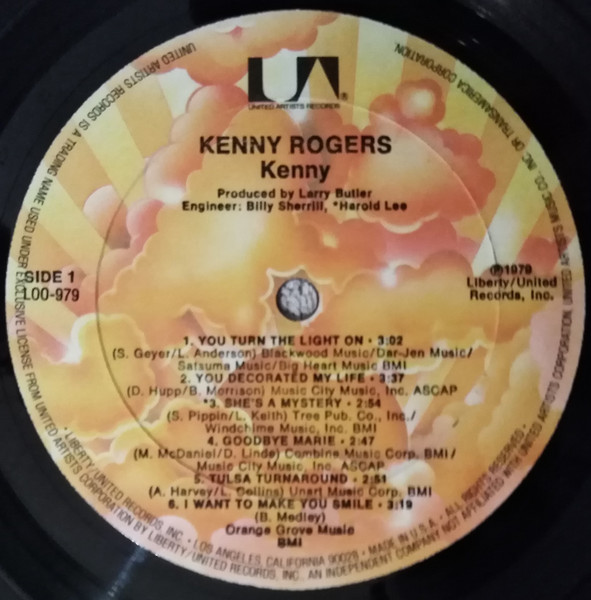 UA
UNITED ARTISTS RECORDS ®
KENNY ROGERS
Kenny
Produced by Larry Butler
Engineer: Billy Sherrill, *Harold Lee
SIDE 1
LOO-979
℗1979
Liberty/United
Records, Inc.
1. YOU TURN THE LIGHT ON • 3:02
(S. Geyer/L. Anderson) Blackwood Music/Dar-Jen Music/
Satsuma Music/Big Heart Music BMI
2. YOU DECORATED MY LIFE • 3:37
(D. Hupp/B. Morrison) Music City Music, Inc. ASCAP
*3. SHE'S A MYSTERY • 2:54
(S. Pippin/L. Keith) Tree Pub. Co., Inc./
Windchime Music, Inc. BMI
4. GOODBYE MARIE • 2:47
(M. McDaniel/D. Linde) Combine Music Corp. BMI/
Music City Music, Inc. ASCAP
5. TULSA TURNAROUND • 2:51
(A. Harvey/L. Collins) Unart Music Corp. BMI
6. I WANT TO MAKE YOU SMILE • 3:19
(B. Medley)
Orange Grove Music
BMI
• LIBERTY/UNITED RECORDS, INC. • LOS ANGELES, CALIFORNIA 90028 • MADE IN U.S.A. • ALL RIGHTS RESERVED •
UNITED ARTISTS RECORDS IS A TRADING NAME USED UNDER EXCLUSIVE LICENSE FROM UNITED ARTISTS CORPORATION BY LIBERTY/UNITED RECORDS, INC., AN INDEPENDENT COMPANY NOT AFFILIATED WITH UNITED ARTISTS CORPORATION, UNITED ARTISTS MUSIC CO., INC. OR TRANSAMERICA CORPORATION.